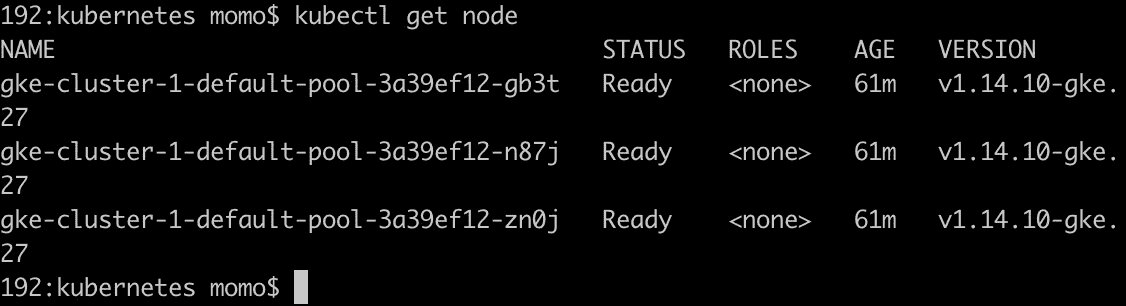 192:kubernetes momo$ kubectl get node
NAME STATUS ROLES AGE VERSION
gke-cluster-1-default-pool-3a39ef12-gb3t Ready <none> 61m v1.14.10-gke.
27
gke-cluster-1-default-pool-3a39ef12-n87j Ready <none> 61m v1.14.10-gke.
27
gke-cluster-1-default-pool-3a39ef12-zn0j Ready <none> 61m v1.14.10-gke.
27
192:kubernetes momo$